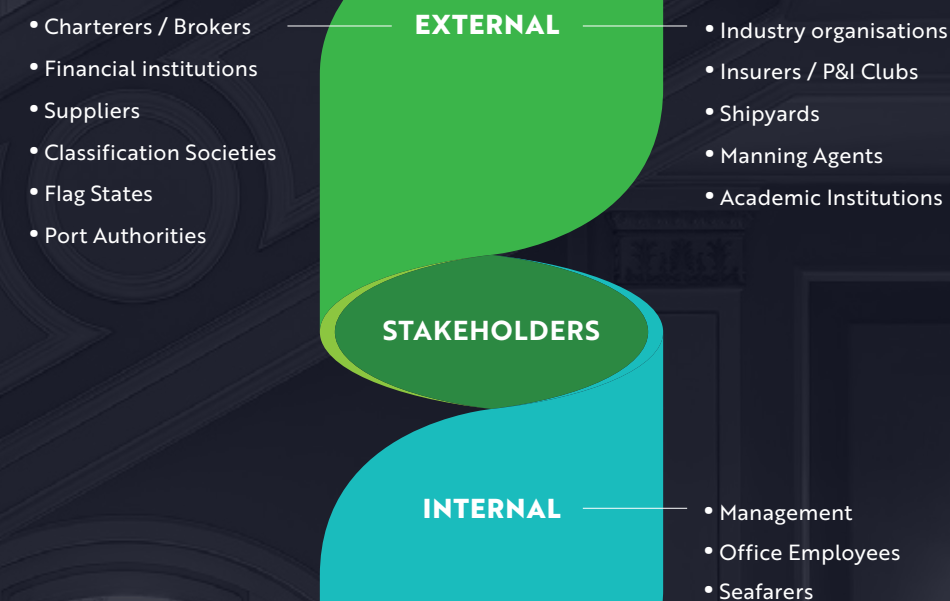 EXTERNAL
• Charterers / Brokers
• Financial institutions
• Suppliers
• Classification Societies
• Flag States
• Port Authorities
• Industry organisations
• Insurers / P&I Clubs
• Shipyards
• Manning Agents
• Academic Institutions
STAKEHOLDERS
INTERNAL
• Management
• Office Employees
• Seafarers